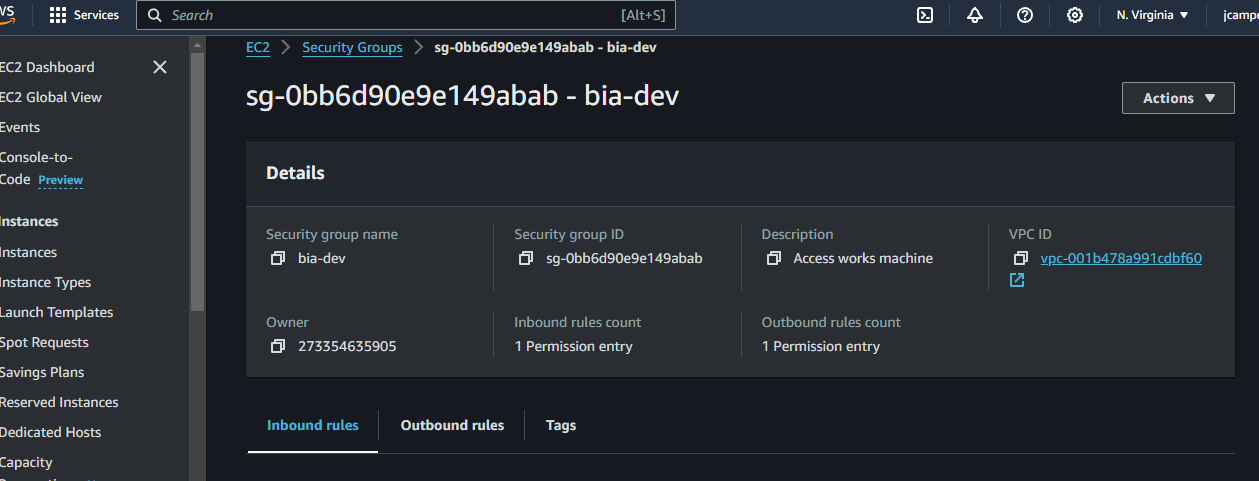 Services
Search
[Alt+S]
N. Virginia
EC2 Dashboard
EC2 Global View
Events
Console-to-
Code Preview
Instances
Instances
Instance Types
Launch Templates
Spot Requests
Savings Plans
Reserved Instances
Dedicated Hosts
Capacity
EC2 > Security Groups > sg-0bb6d90e9e149abab - bia-dev
sg-0bb6d90e9e149abab - bia-dev
Actions
Details
Security group name
bia-dev
Security group ID
sg-0bb6d90e9e149abab
Description
Access works machine
VPC ID
vpc-001b478a991cdbf60
Owner
273354635905
Inbound rules count
1 Permission entry
Outbound rules count
1 Permission entry
Inbound rules
Outbound rules
Tags